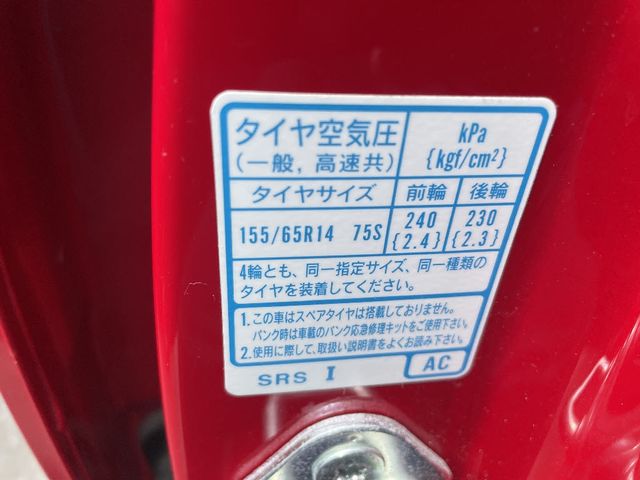 タイヤ空気圧 kPa
(一般, 高速共) {kgf/cm²}
タイヤサイズ 前輪 後輪
155/65R14 75S 240 230
{2.4} {2.3}
4輪とも、同一指定サイズ、同一種類の
タイヤを装着してください。
1. この車はスペアタイヤは搭載しておりません。
パンク時は車載のパンク応急修理キットをご使用下さい。
2. 使用に際して、取扱い説明書をよくお読み下さい。
SRS I AC